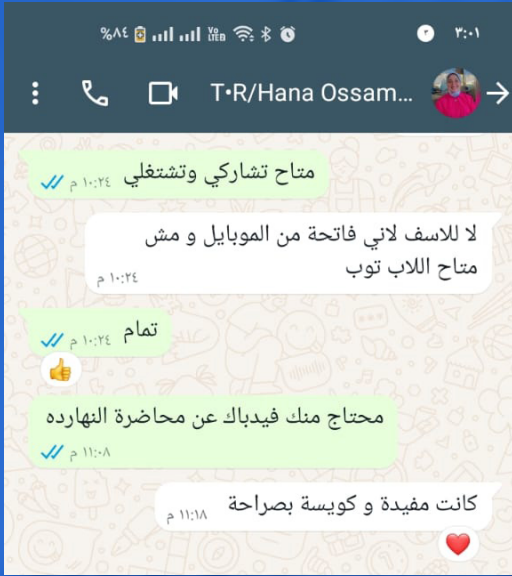 %٨٤
٣:٠١
T•R/Hana Ossam...
متاح تشاركي وتشتغلي
١٠:٢٤ م
لا للاسف لاني فاتحة من الموبايل و مش
متاح اللاب توب
١٠:٢٤ م
تمام
١٠:٢٤ م
محتاج منك فيدباك عن محاضرة النهارده
١١:٠٨ م
كانت مفيدة و كويسة بصراحة
١١:١٨ م